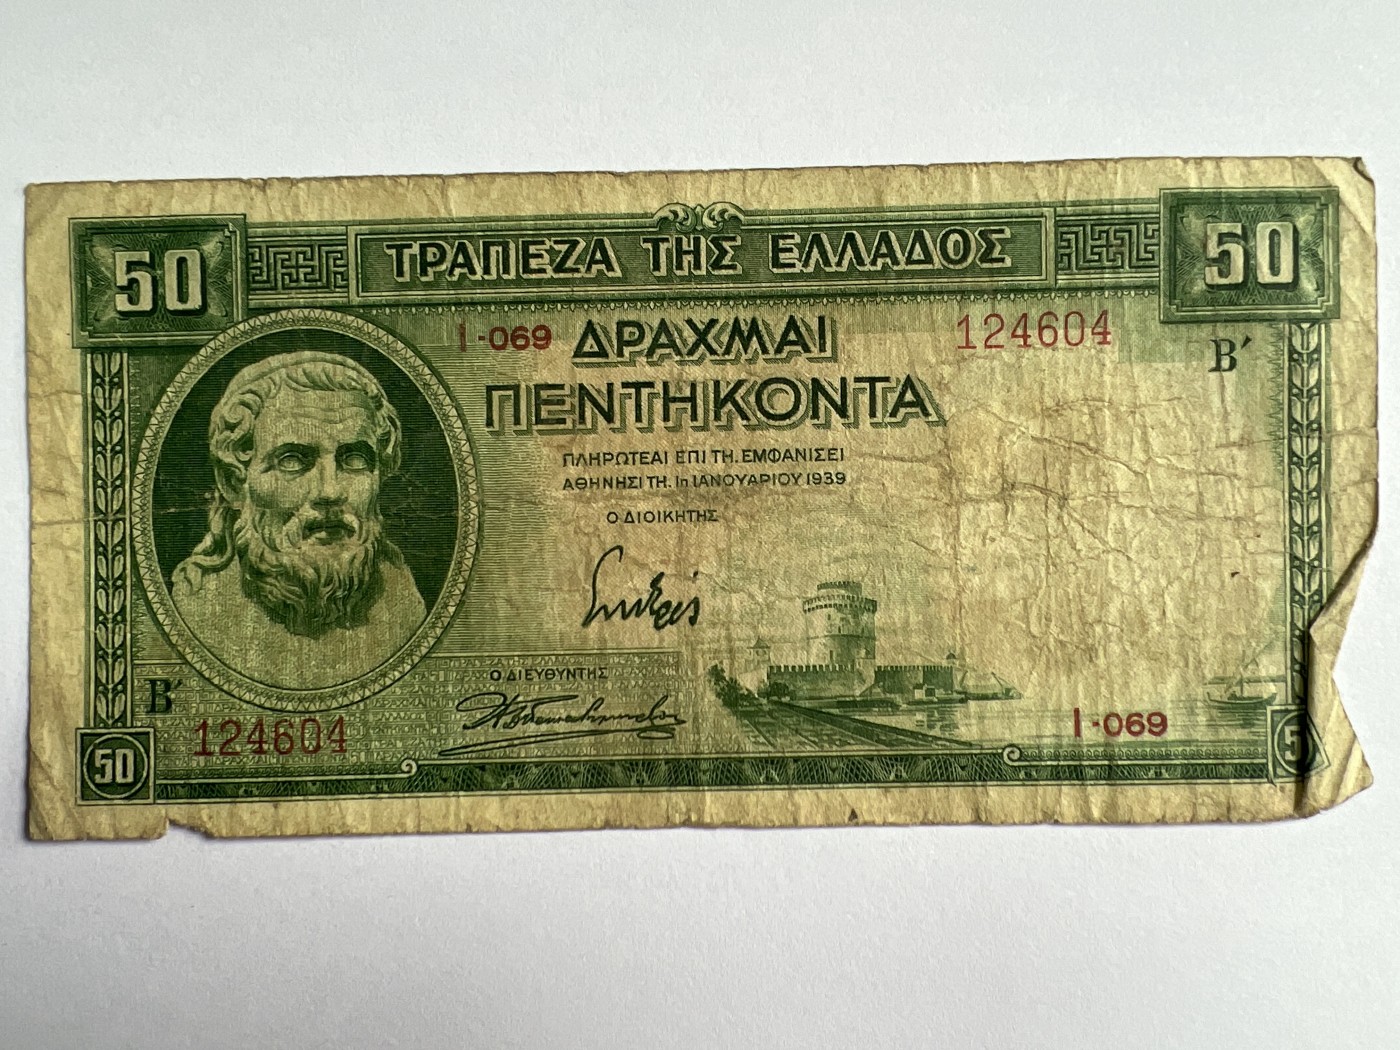 50 ΤΡΑΠΕΖΑ ΤΗΣ ΕΛΛΑΔΟΣ 50
Ι-069 ΔΡΑΧΜΑΙ 124604
Β΄
ΠΕΝΤΗΚΟΝΤΑ
ΠΛΗΡΩΤΕΑΙ ΕΠΙ ΤΗ. ΕΜΦΑΝΙΣΕΙ
ΑΘΗΝΗΣΙ ΤΗ. 1η ΙΑΝΟΥΑΡΙΟΥ 1939
Ο ΔΙΟΙΚΗΤΗΣ
Ο ΔΙΕΥΘΥΝΤΗΣ
Β΄
124604 Ι-069
50 5